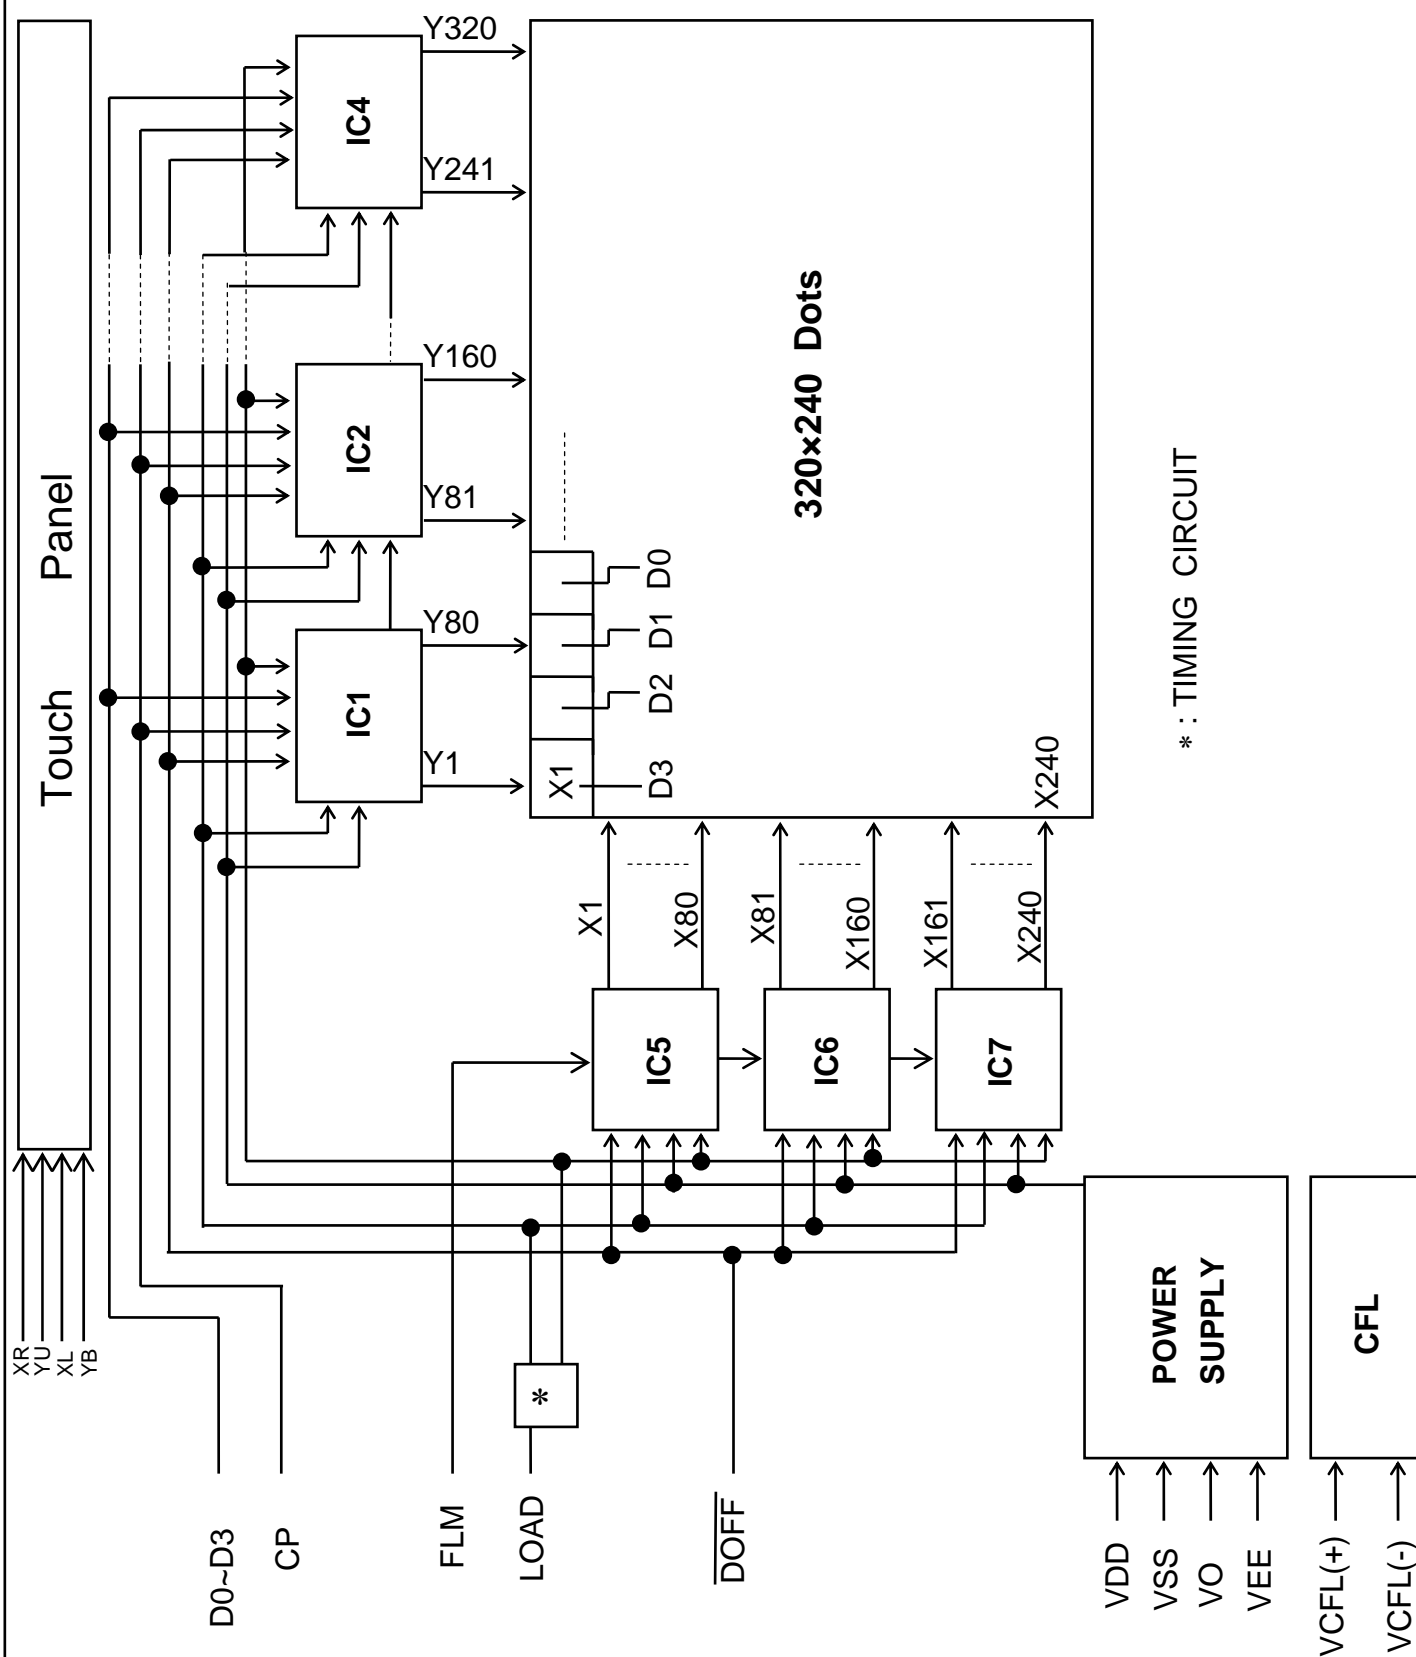 Touch Panel
XR
YU
XL
YB
D0~D3
CP
FLM
LOAD
DOFF
*
IC1
IC2
IC4
Y1
Y80
Y81
Y160
Y241
Y320
X1
D3
D2
D1
D0
320×240 Dots
X240
X1
X80
X81
X160
X161
X240
IC5
IC6
IC7
VDD
VSS
VO
VEE
POWER
SUPPLY
VCFL(+)
VCFL(-)
CFL
* : TIMING CIRCUIT